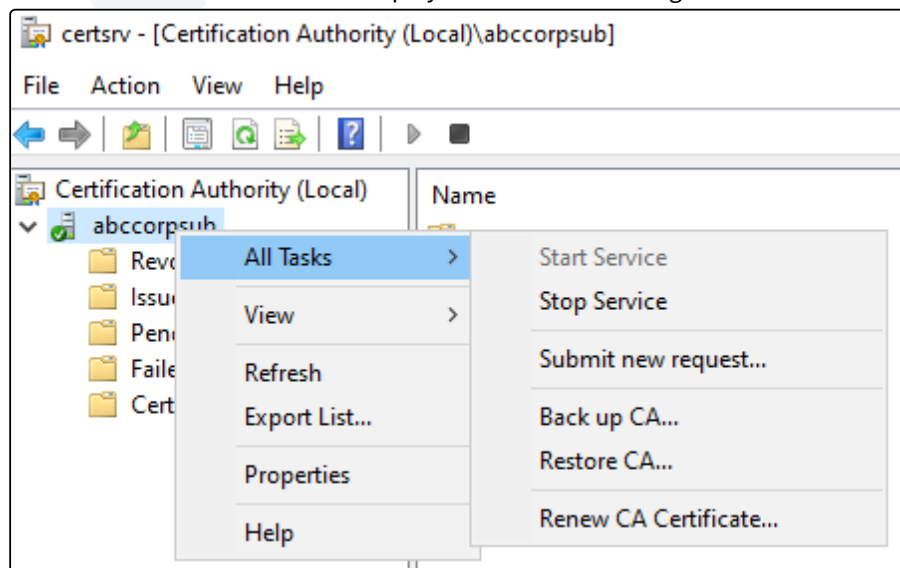 certsrv - [Certification Authority (Local)\abccorpsub]
File Action View Help
Certification Authority (Local)
Name
abccorpsub
All Tasks
Start Service
Stop Service
View
Submit new request...
Refresh
Export List...
Back up CA...
Restore CA...
Properties
Renew CA Certificate...
Help